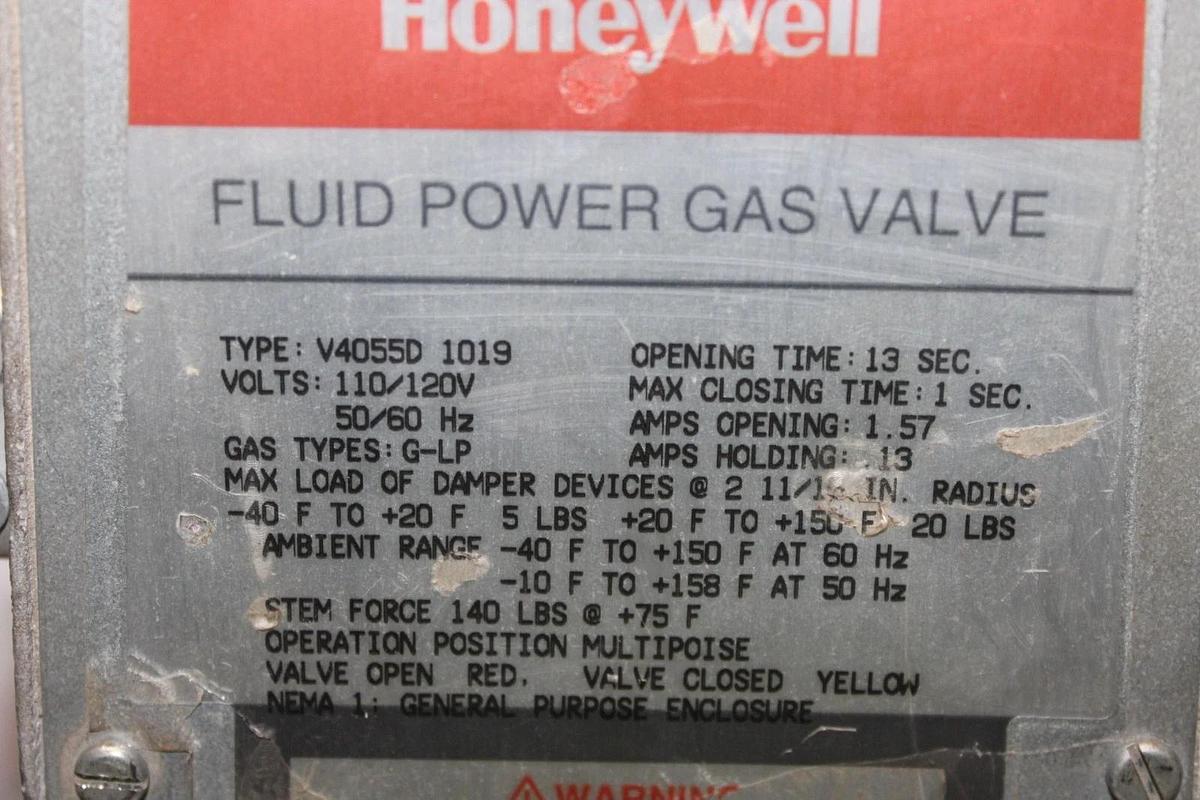 Honeywell
FLUID POWER GAS VALVE
TYPE: V4055D 1019
VOLTS: 110/120V
50/60 Hz
GAS TYPES: G-LP
OPENING TIME: 13 SEC.
MAX CLOSING TIME: 1 SEC.
AMPS OPENING: 1.57
AMPS HOLDING: .13
MAX LOAD OF DAMPER DEVICES @ 2 IN. RADIUS
-40 F TO +20 F 5 LBS +20 F TO +150 F 20 LBS
AMBIENT RANGE -40 F TO +150 F AT 60 Hz
-10 F TO +158 F AT 50 Hz
STEM FORCE 140 LBS @ +75 F
OPERATION POSITION MULTIPOISE
VALVE OPEN RED. VALVE CLOSED YELLOW
NEMA 1: GENERAL PURPOSE ENCLOSURE
WARNING